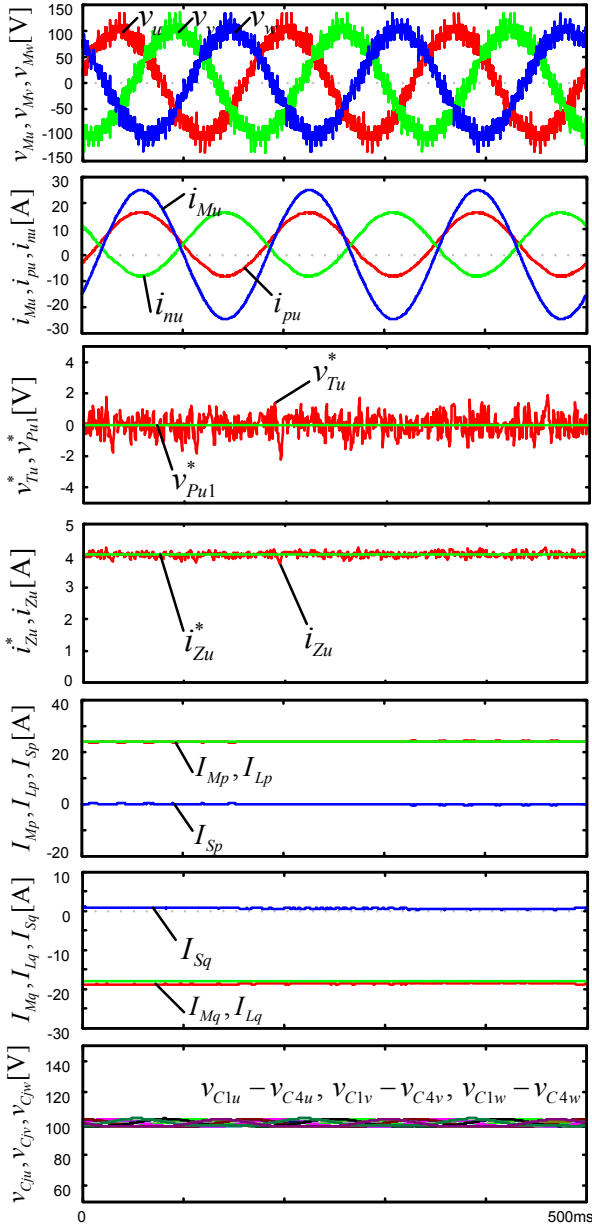 v_Mu, v_Mv, v_Mw[V]
150
100
50
0
-50
-100
150
v_u v_v v_w
i_Mu, i_pu, i_nu[A]
30
20
10
0
-10
-20
-30
i_Mu
i_nu
i_pu
v*_Tu, v*_Pu1[V]
4
2
0
-2
-4
v*_Tu
v*_Pu1
i*_Zu, i_Zu[A]
5
4
3
2
1
0
i*_Zu
i_Zu
I_Mp, I_Lp, I_Sp[A]
40
20
0
-20
I_Mp, I_Lp
I_Sp
I_Mq, I_Lq, I_Sq[A]
10
0
-10
-20
-30
I_Sq
I_Mq, I_Lq
v_Cju, v_Cjv, v_Cjw[V]
140
120
100
80
60
v_C1u – v_C4u, v_C1v – v_C4v, v_C1w – v_C4w
0 500ms